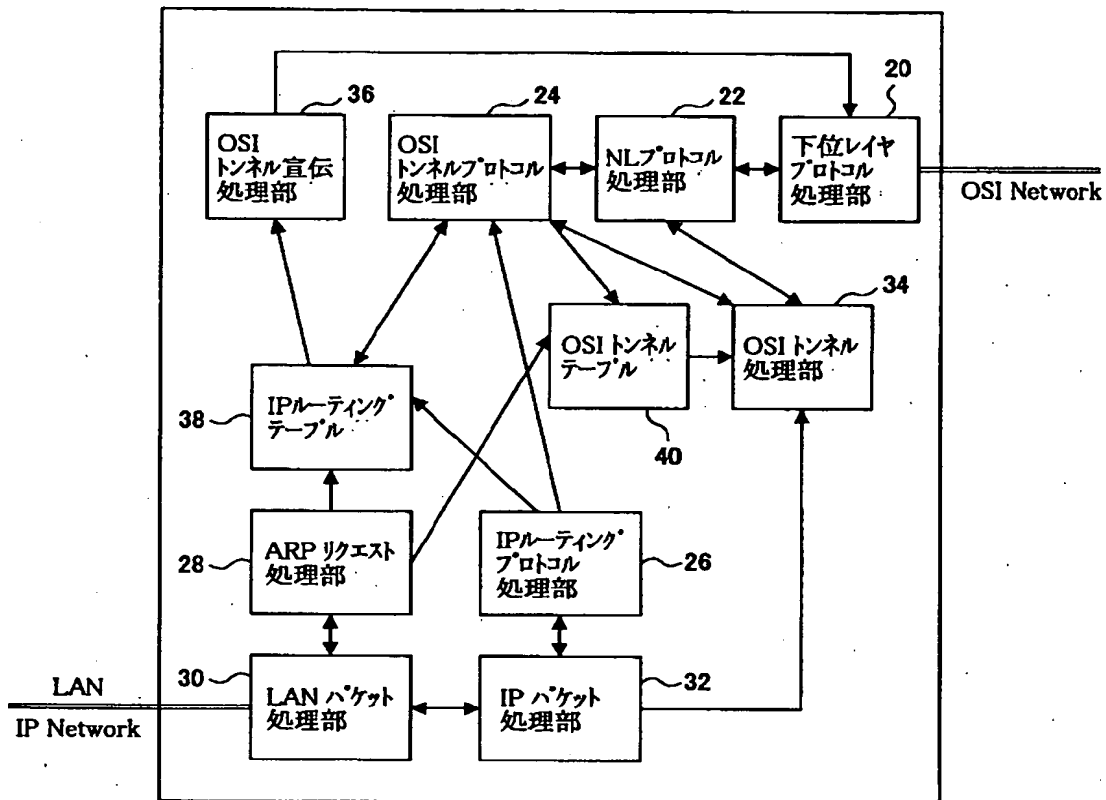 36
24
22
20
OSI
トンネル宣伝
処理部
OSI
トンネルプロトコル
処理部
NLプロトコル
処理部
下位レイヤ
プロトコル
処理部
OSI Network
34
OSI トンネル
テーブル
OSI トンネル
処理部
40
38
IPルーティング
テーブル
28
ARP リクエスト
処理部
IPルーティング
プロトコル
処理部
26
30
LAN パケット
処理部
IP パケット
処理部
32
LAN
IP Network